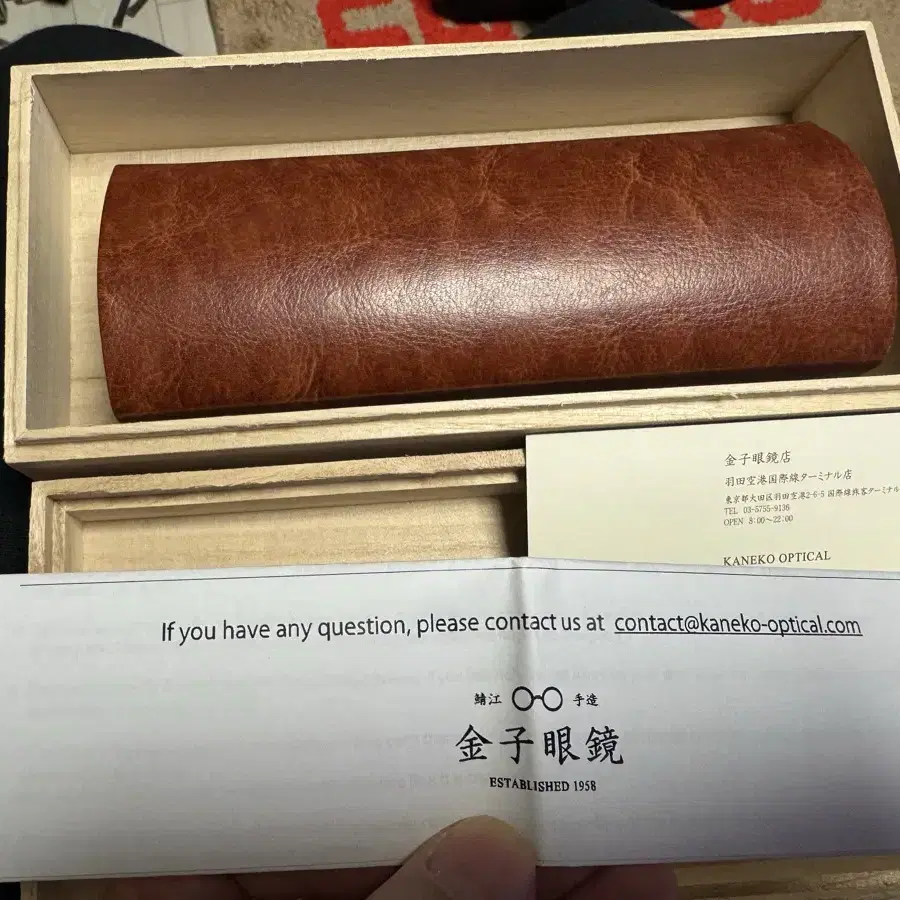 金子眼鏡店
羽田空港国際線ターミナル店
東京都大田区羽田空港2-6-5 国際線旅客ターミナル
TEL 03-5755-9136
OPEN 8:00~22:00
KANEKO OPTICAL
If you have any question, please contact us at contact@kaneko-optical.com
鯖江 手造
金子眼鏡
ESTABLISHED 1958